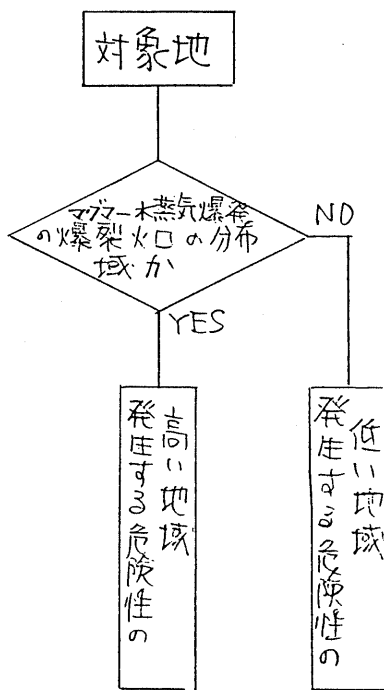 対象地
マグマー水蒸気爆発
の爆裂火口の分布
域か
NO
YES
発生する危険性の
高い地域
発生する危険性の
低い地域